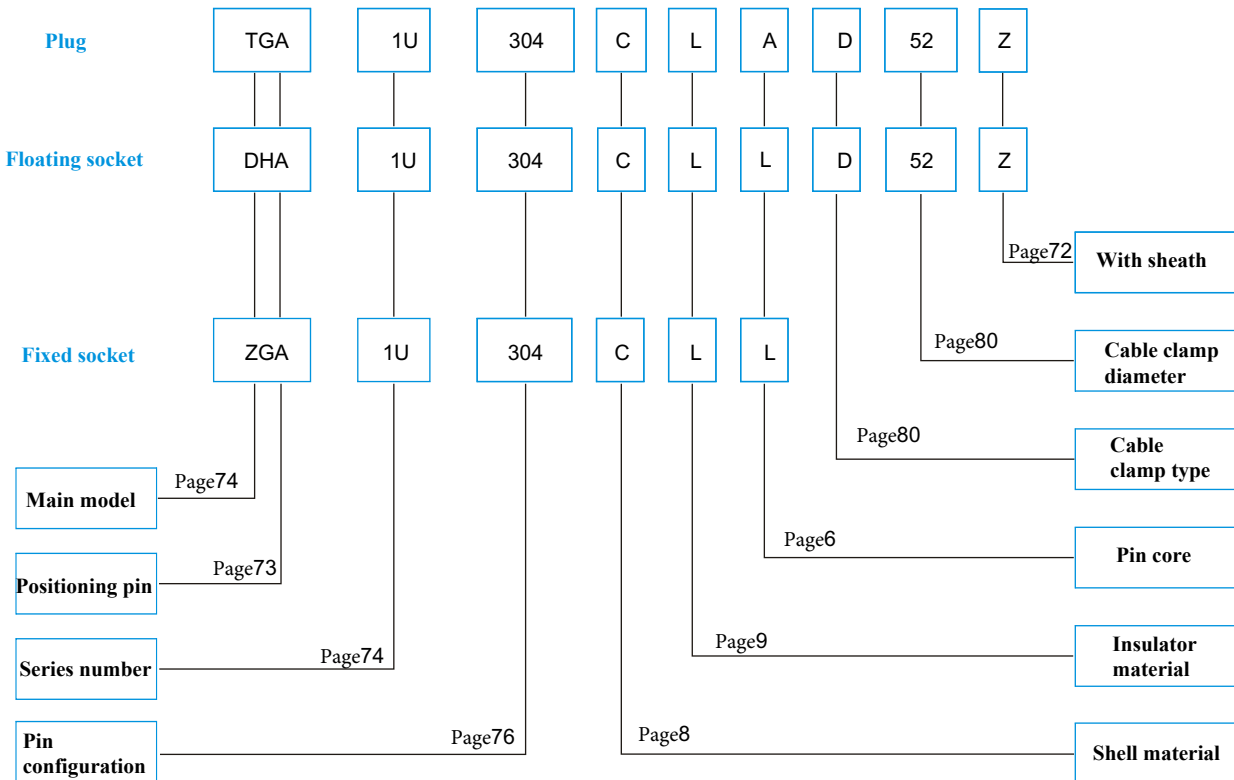 Plug TGA 1U 304 C L A D 52 Z
Floating socket DHA 1U 304 C L L D 52 Z
Page72 With sheath
Fixed socket ZGA 1U 304 C L L
Page80 Cable clamp
diameter
Page80 Cable
clamp type
Main model Page74
Page6 Pin core
Positioning pin Page73
Series number Page74
Page9 Insulator
material
Pin
configuration Page76
Page8 Shell material